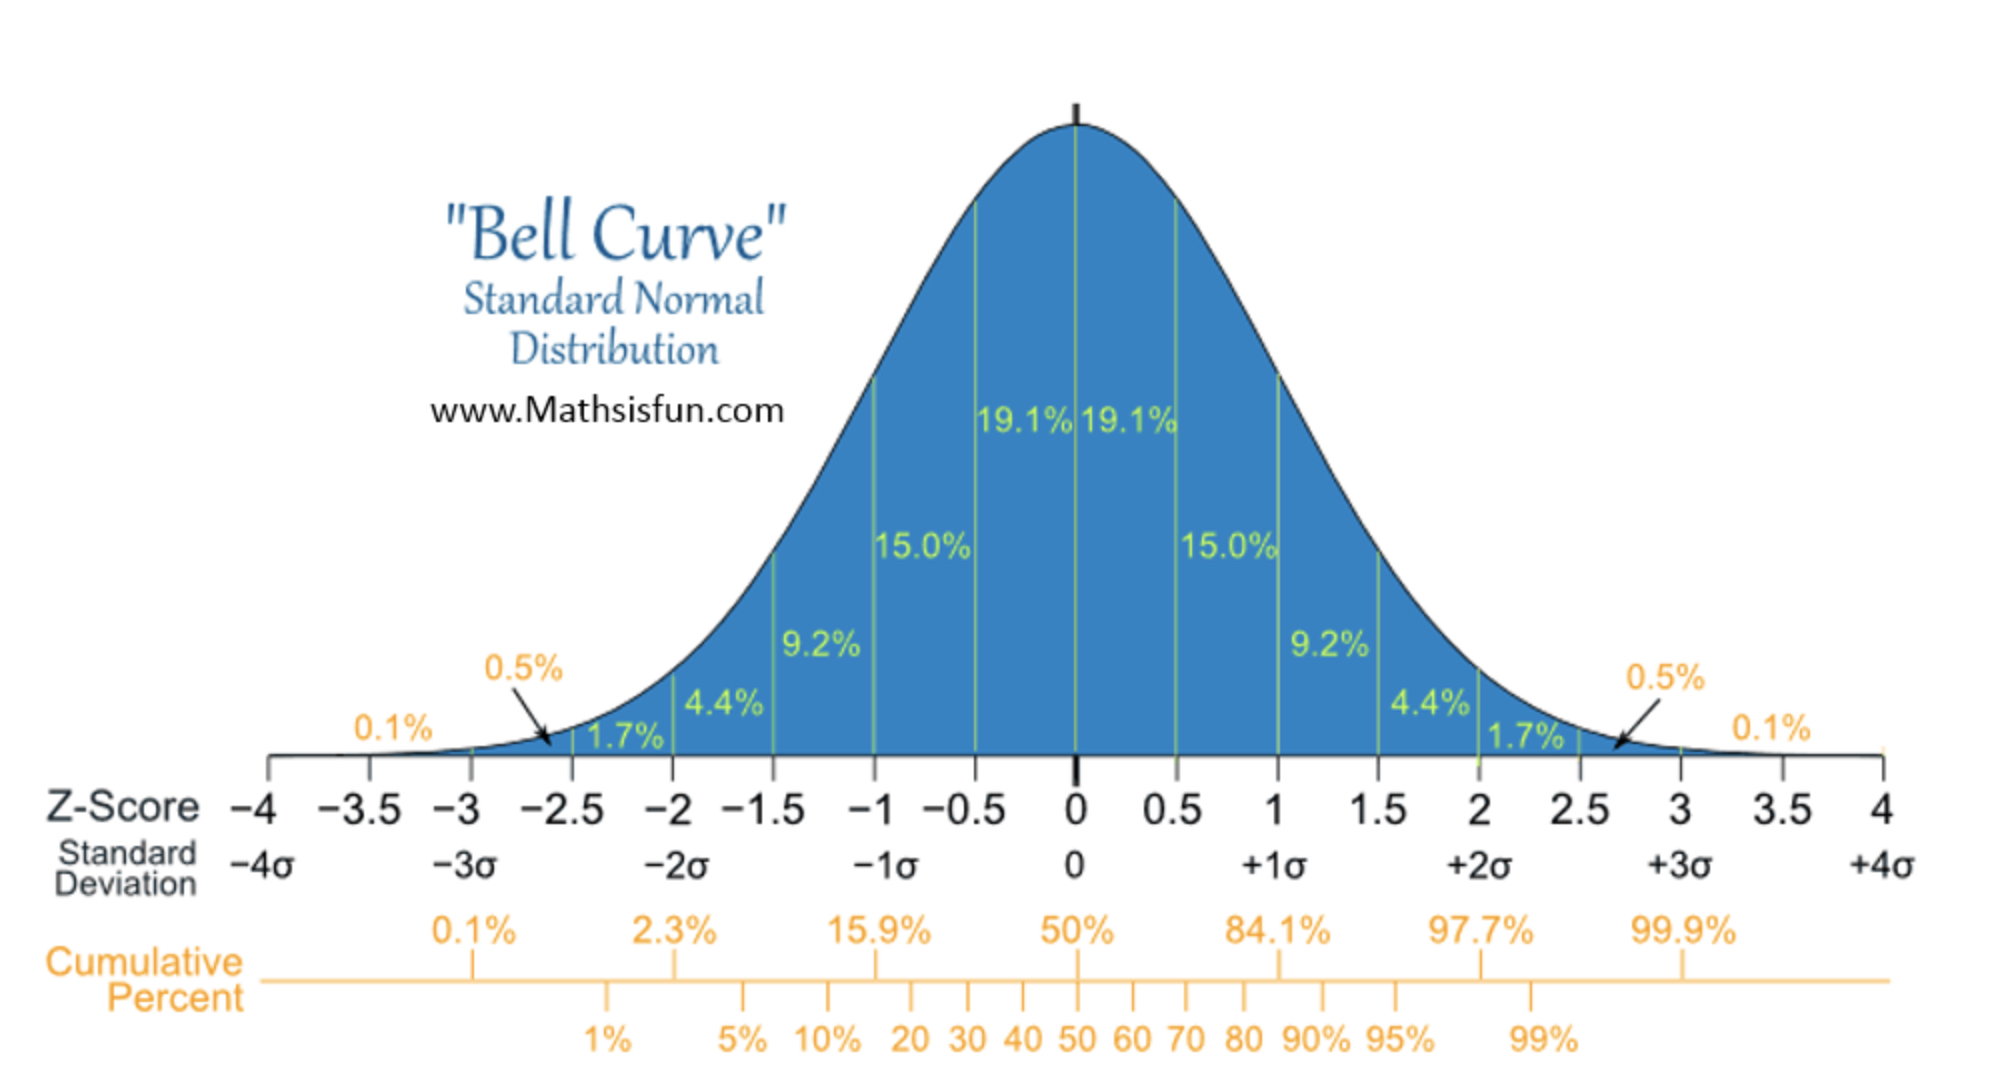 "Bell Curve"
Standard Normal
Distribution
www.Mathsisfun.com
19.1% 19.1%
15.0% 15.0%
9.2% 9.2%
0.5% 0.5%
4.4% 4.4%
0.1% 1.7% 1.7% 0.1%
Z-Score −4 −3.5 −3 −2.5 −2 −1.5 −1 −0.5 0 0.5 1 1.5 2 2.5 3 3.5 4
Standard
Deviation −4σ −3σ −2σ −1σ 0 +1σ +2σ +3σ +4σ
0.1% 2.3% 15.9% 50% 84.1% 97.7% 99.9%
Cumulative
Percent
1% 5% 10% 20 30 40 50 60 70 80 90% 95% 99%